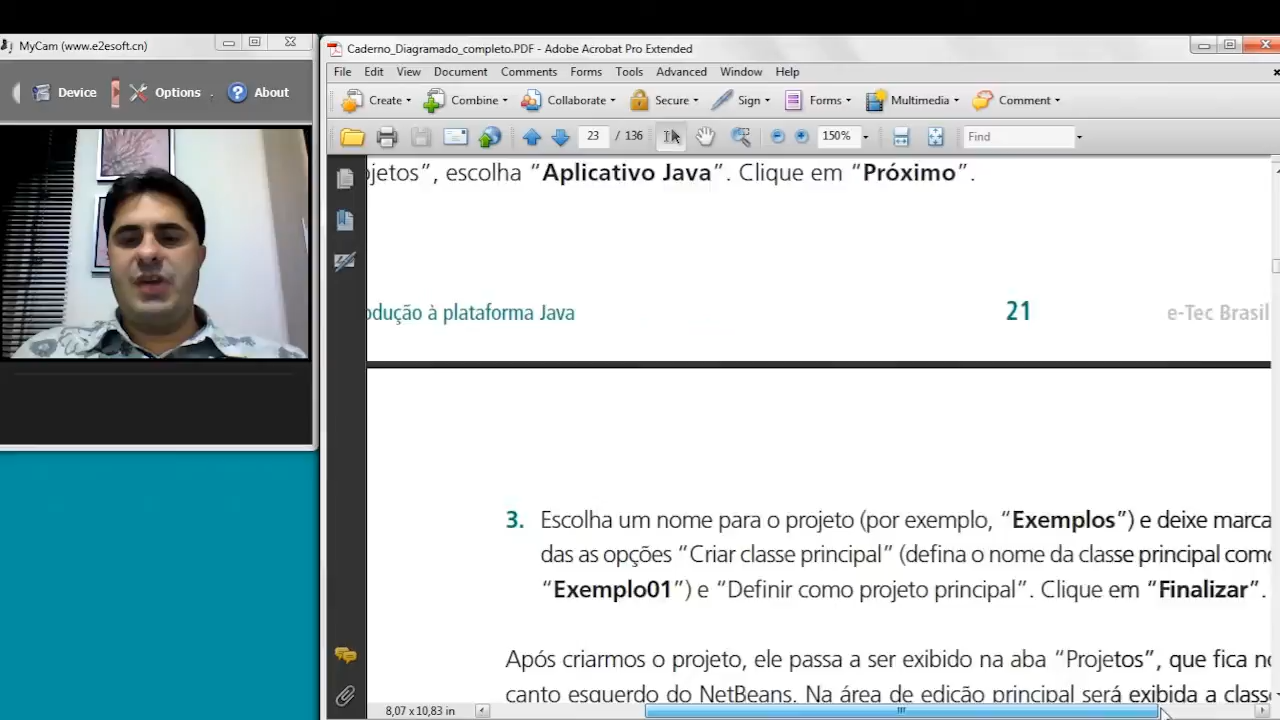 MyCam (www.e2esoft.cn)
Device
Options
About
Caderno_Diagramado_completo.PDF - Adobe Acrobat Pro Extended
File Edit View Document Comments Forms Tools Advanced Window Help
Create Combine Collaborate Secure Sign Forms Multimedia Comment
23 / 136 150% Find
jetos”, escolha “Aplicativo Java”. Clique em “Próximo”.
odução à plataforma Java 21 e-Tec Brasil
3. Escolha um nome para o projeto (por exemplo, “Exemplos”) e deixe marca
das as opções “Criar classe principal” (defina o nome da classe principal como
“Exemplo01”) e “Definir como projeto principal”. Clique em “Finalizar”.
Após criarmos o projeto, ele passa a ser exibido na aba “Projetos”, que fica no
canto esquerdo do NetBeans. Na área de edição principal será exibida a class
8,07 x 10,83 in